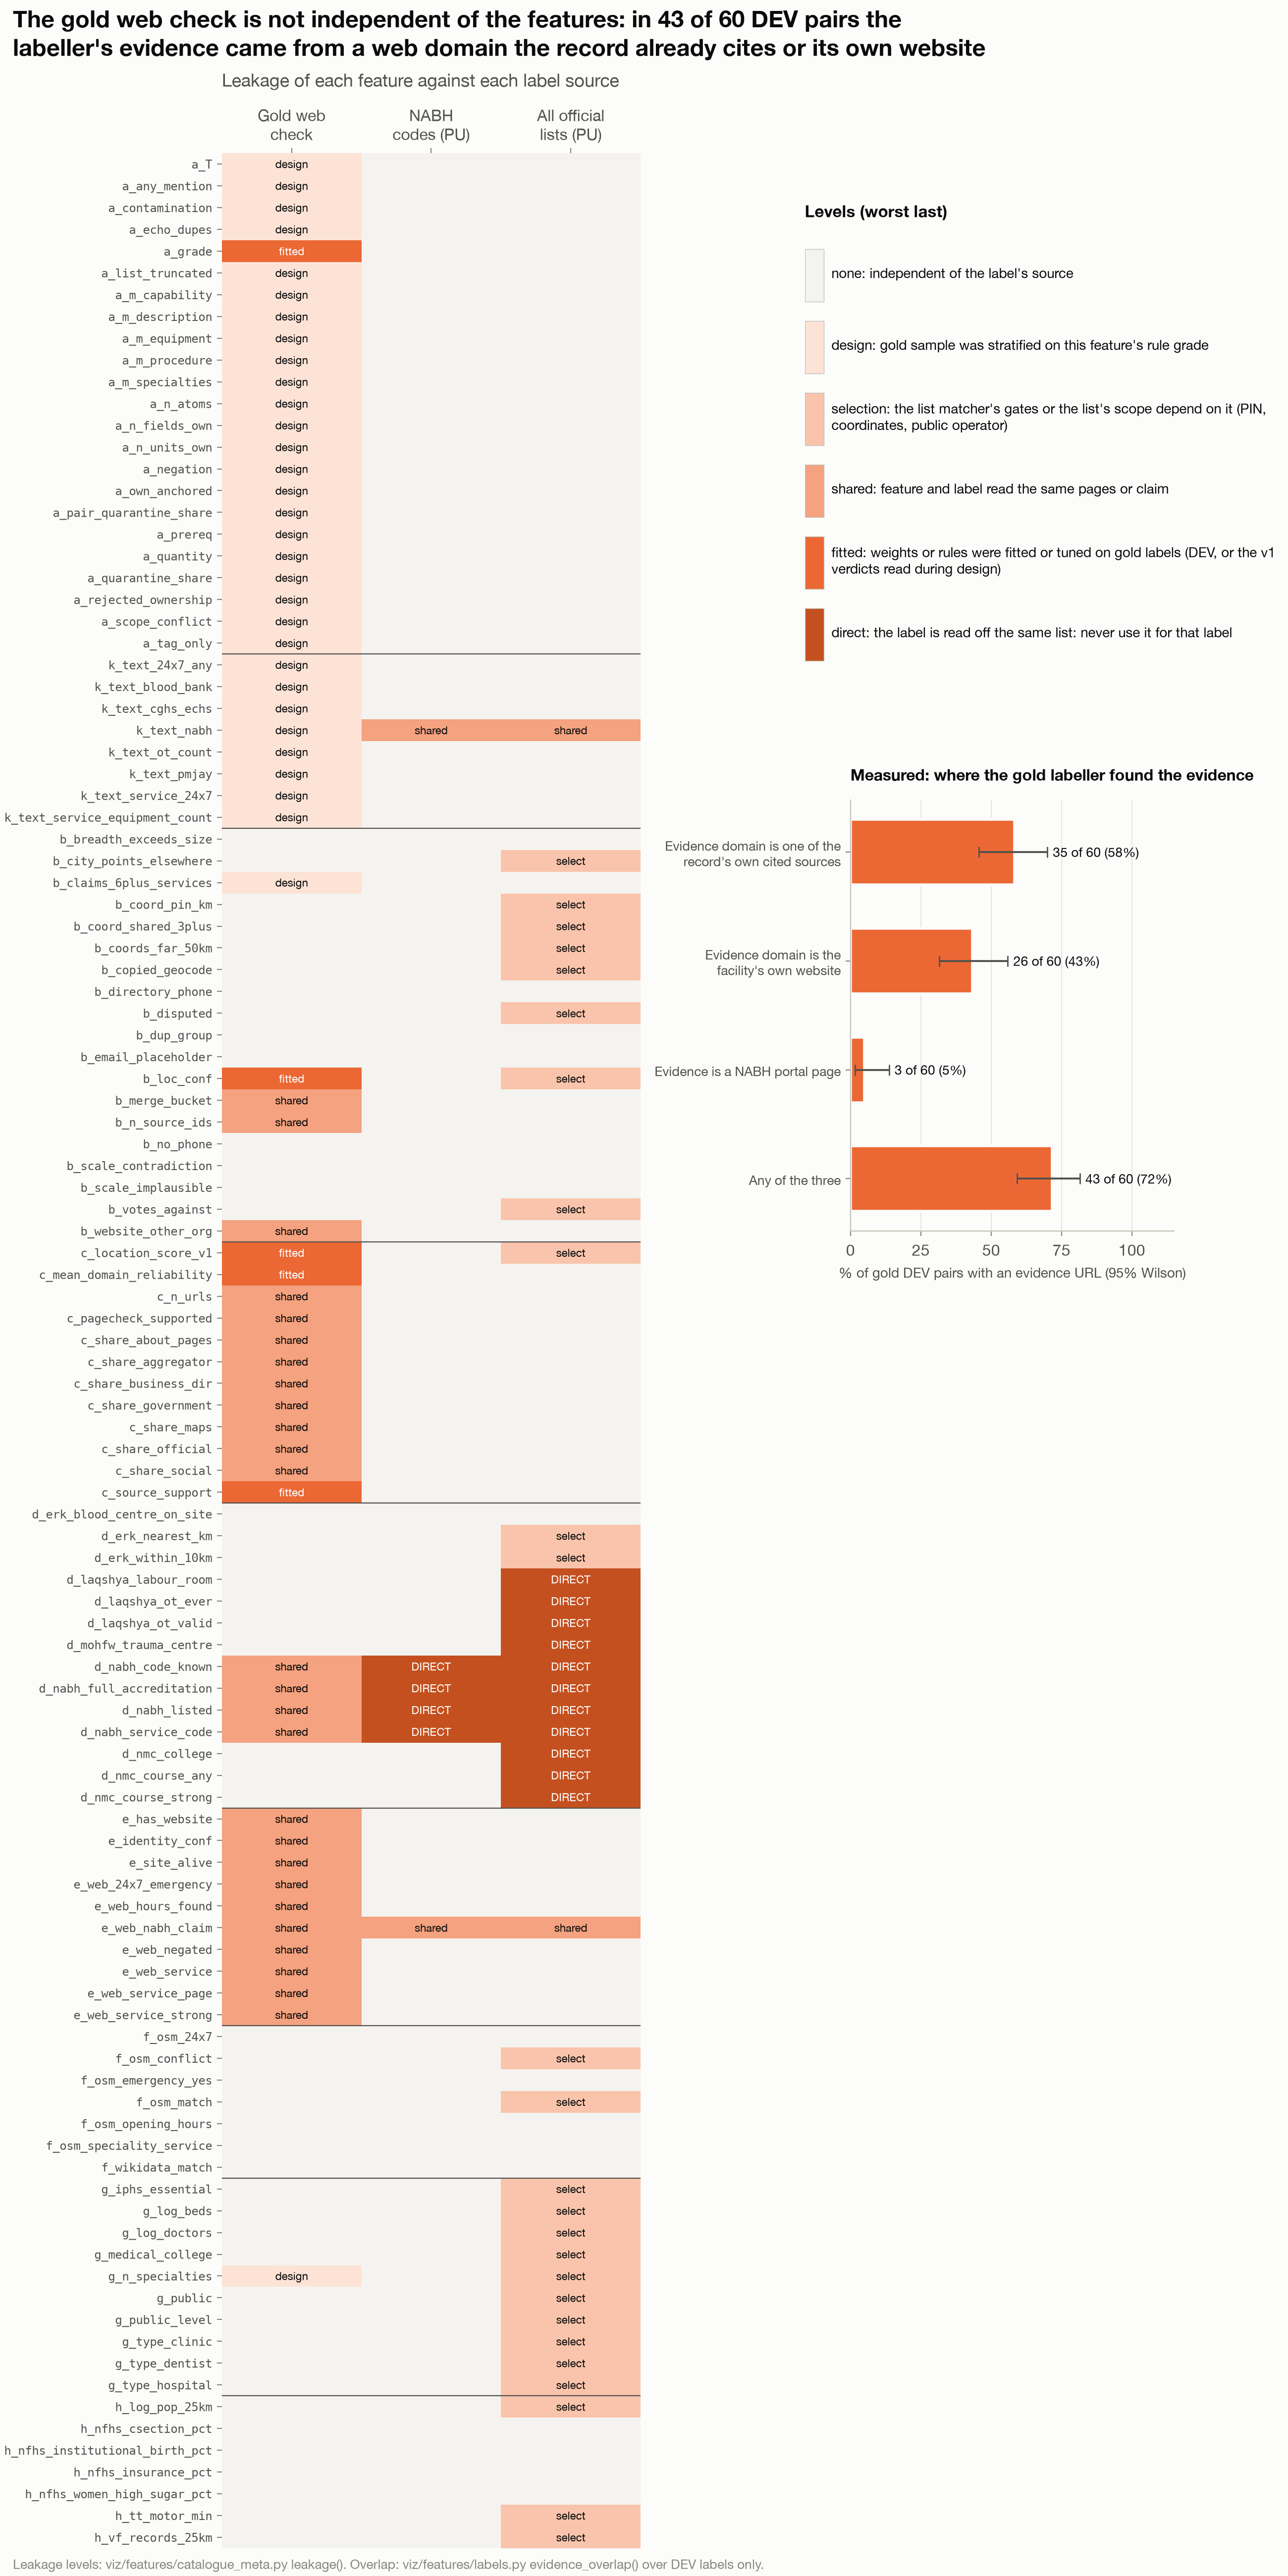 The gold web check is not independent of the features: in 43 of 60 DEV pairs the
labeller's evidence came from a web domain the record already cites or its own website
Leakage of each feature against each label source
Gold web
check
NABH
codes (PU)
All official
lists (PU)
a_T design
a_any_mention design
a_contamination design
a_echo_dupes design
a_grade fitted
a_list_truncated design
a_m_capability design
a_m_description design
a_m_equipment design
a_m_procedure design
a_m_specialties design
a_n_atoms design
a_n_fields_own design
a_n_units_own design
a_negation design
a_own_anchored design
a_pair_quarantine_share design
a_prereq design
a_quantity design
a_quarantine_share design
a_rejected_ownership design
a_scope_conflict design
a_tag_only design
k_text_24x7_any design
k_text_blood_bank design
k_text_cghs_echs design
k_text_nabh design shared shared
k_text_ot_count design
k_text_pmjay design
k_text_service_24x7 design
k_text_service_equipment_count design
b_breadth_exceeds_size
b_city_points_elsewhere select
b_claims_6plus_services design
b_coord_pin_km select
b_coord_shared_3plus select
b_coords_far_50km select
b_copied_geocode select
b_directory_phone
b_disputed select
b_dup_group
b_email_placeholder
b_loc_conf fitted select
b_merge_bucket shared
b_n_source_ids shared
b_no_phone
b_scale_contradiction
b_scale_implausible
b_votes_against select
b_website_other_org shared
c_location_score_v1 fitted select
c_mean_domain_reliability fitted
c_n_urls shared
c_pagecheck_supported shared
c_share_about_pages shared
c_share_aggregator shared
c_share_business_dir shared
c_share_government shared
c_share_maps shared
c_share_official shared
c_share_social shared
c_source_support fitted
d_erk_blood_centre_on_site
d_erk_nearest_km select
d_erk_within_10km select
d_laqshya_labour_room DIRECT
d_laqshya_ot_ever DIRECT
d_laqshya_ot_valid DIRECT
d_mohfw_trauma_centre DIRECT
d_nabh_code_known shared DIRECT DIRECT
d_nabh_full_accreditation shared DIRECT DIRECT
d_nabh_listed shared DIRECT DIRECT
d_nabh_service_code shared DIRECT DIRECT
d_nmc_college DIRECT
d_nmc_course_any DIRECT
d_nmc_course_strong DIRECT
e_has_website shared
e_identity_conf shared
e_site_alive shared
e_web_24x7_emergency shared
e_web_hours_found shared
e_web_nabh_claim shared shared shared
e_web_negated shared
e_web_service shared
e_web_service_page shared
e_web_service_strong shared
f_osm_24x7
f_osm_conflict select
f_osm_emergency_yes
f_osm_match select
f_osm_opening_hours
f_osm_speciality_service
f_wikidata_match
g_iphs_essential select
g_log_beds select
g_log_doctors select
g_medical_college select
g_n_specialties design select
g_public select
g_public_level select
g_type_clinic select
g_type_dentist select
g_type_hospital select
h_log_pop_25km select
h_nfhs_csection_pct
h_nfhs_institutional_birth_pct
h_nfhs_insurance_pct
h_nfhs_women_high_sugar_pct
h_tt_motor_min select
h_vf_records_25km select
Levels (worst last)
none: independent of the label's source
design: gold sample was stratified on this feature's rule grade
selection: the list matcher's gates or the list's scope depend on it (PIN,
coordinates, public operator)
shared: feature and label read the same pages or claim
fitted: weights or rules were fitted or tuned on gold labels (DEV, or the v1
verdicts read during design)
direct: the label is read off the same list: never use it for that label
Measured: where the gold labeller found the evidence
Evidence domain is one of the
record's own cited sources
35 of 60 (58%)
Evidence domain is the
facility's own website
26 of 60 (43%)
Evidence is a NABH portal page
3 of 60 (5%)
Any of the three
43 of 60 (72%)
0 25 50 75 100
% of gold DEV pairs with an evidence URL (95% Wilson)
Leakage levels: viz/features/catalogue_meta.py leakage(). Overlap: viz/features/labels.py evidence_overlap() over DEV labels only.